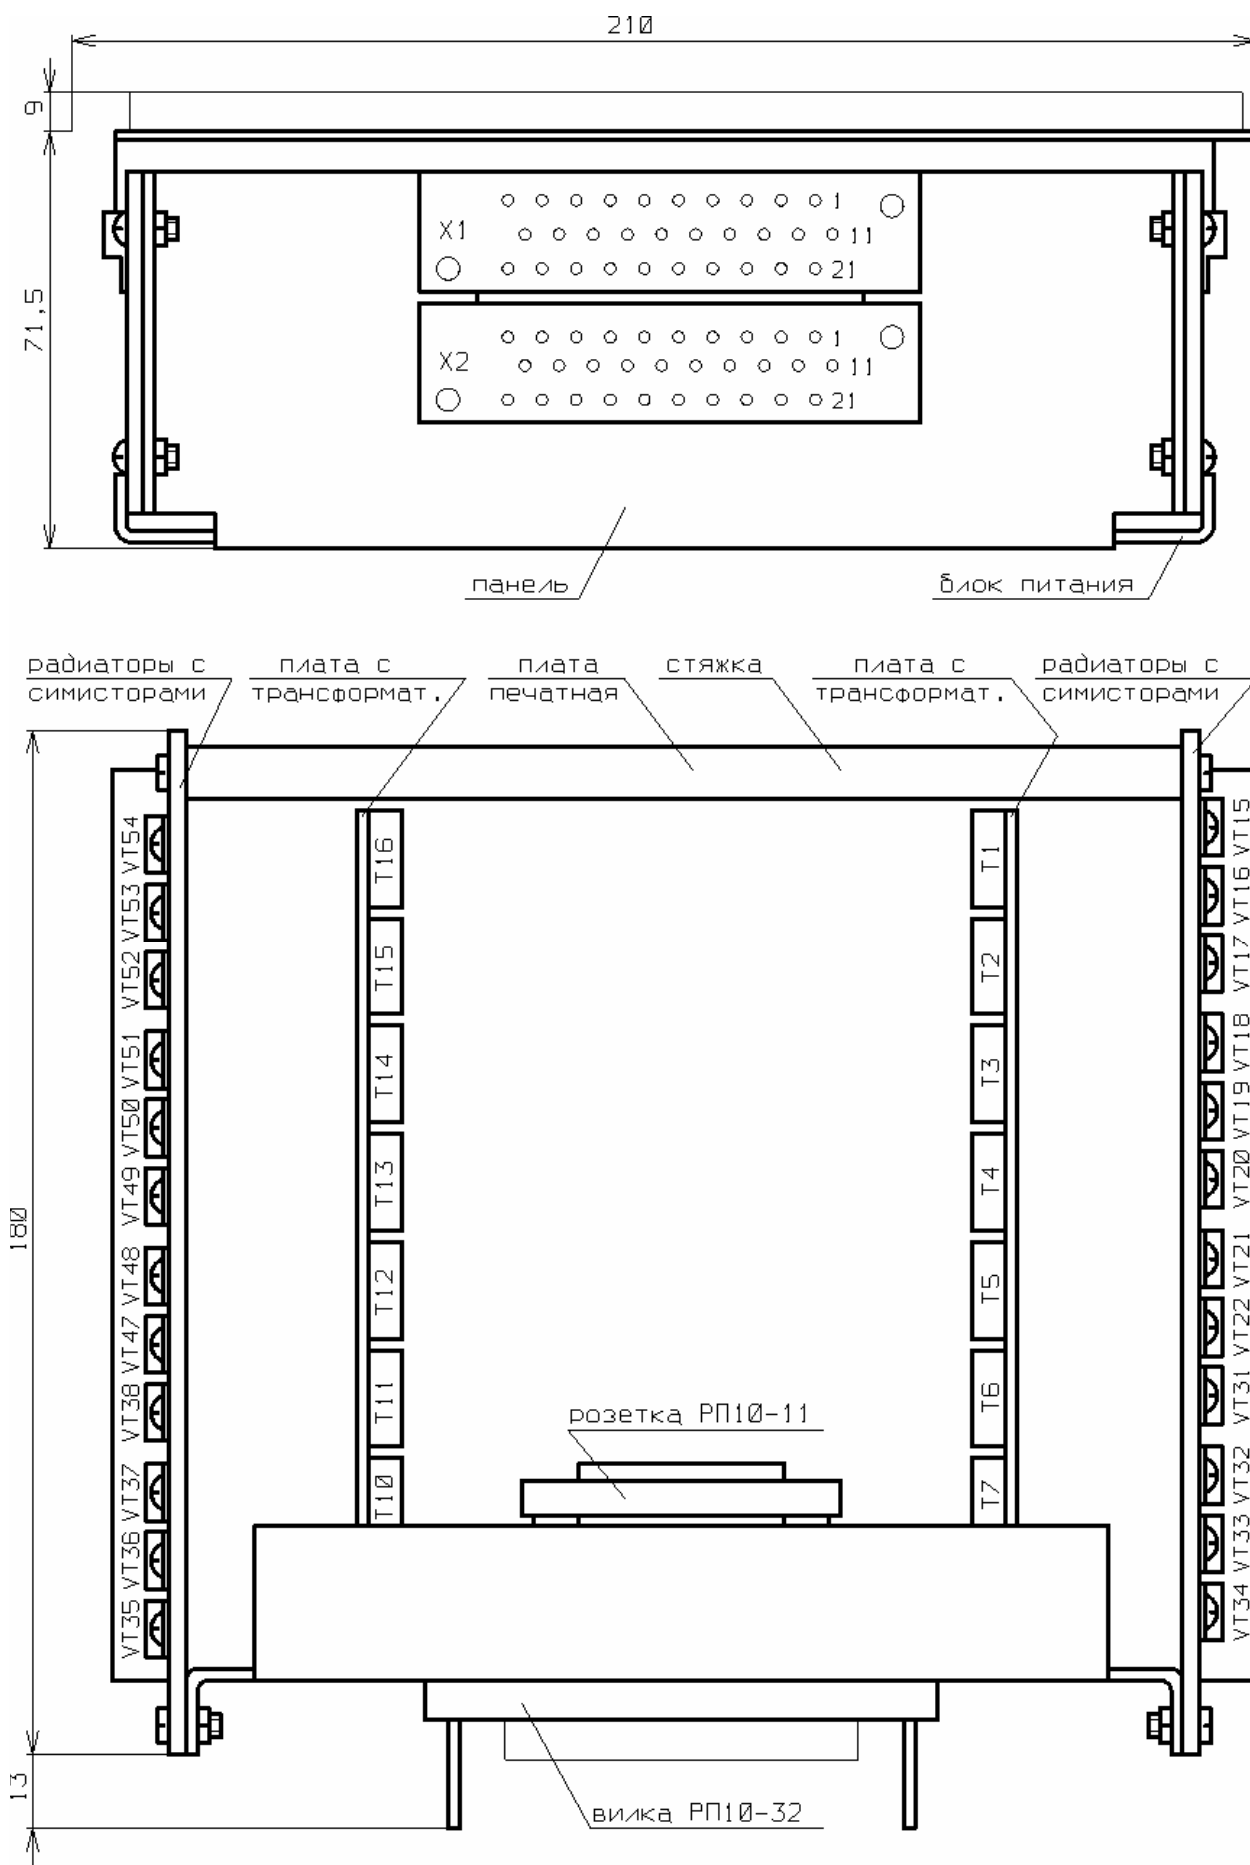 210
9
71,5
X1
1
11
21
X2
1
11
21
панель
блок питания
радиаторы с
симисторами
плата с
трансформат.
плата
печатная
стяжка
плата с
трансформат.
радиаторы с
симисторами
180
13
VT54
VT53
VT52
VT51
VT50
VT49
VT48
VT47
VT38
VT37
VT36
VT35
T16
T15
T14
T13
T12
T11
T10
T1
T2
T3
T4
T5
T6
T7
VT15
VT16
VT17
VT18
VT19
VT20
VT21
VT22
VT31
VT32
VT33
VT34
розетка РП10-11
вилка РП10-32